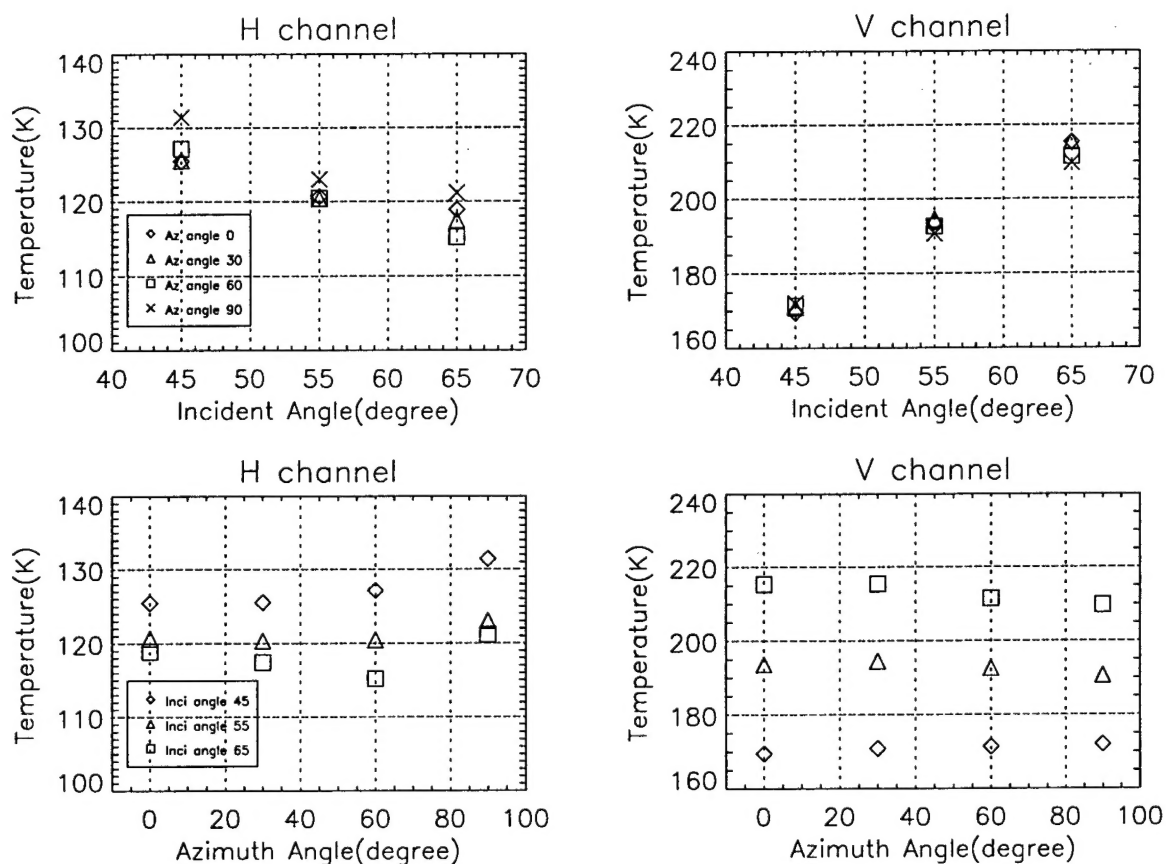 H channel
Temperature(K)
140
130
120
110
100
Az angle 0
Az angle 30
Az angle 60
Az angle 90
40 45 50 55 60 65 70
Incident Angle(degree)
V channel
Temperature(K)
240
220
200
180
160
40 45 50 55 60 65 70
Incident Angle(degree)
H channel
Temperature(K)
140
130
120
110
100
Inci angle 45
Inci angle 55
Inci angle 65
0 20 40 60 80 100
Azimuth Angle(degree)
V channel
Temperature(K)
240
220
200
180
160
0 20 40 60 80 100
Azimuth Angle(degree)